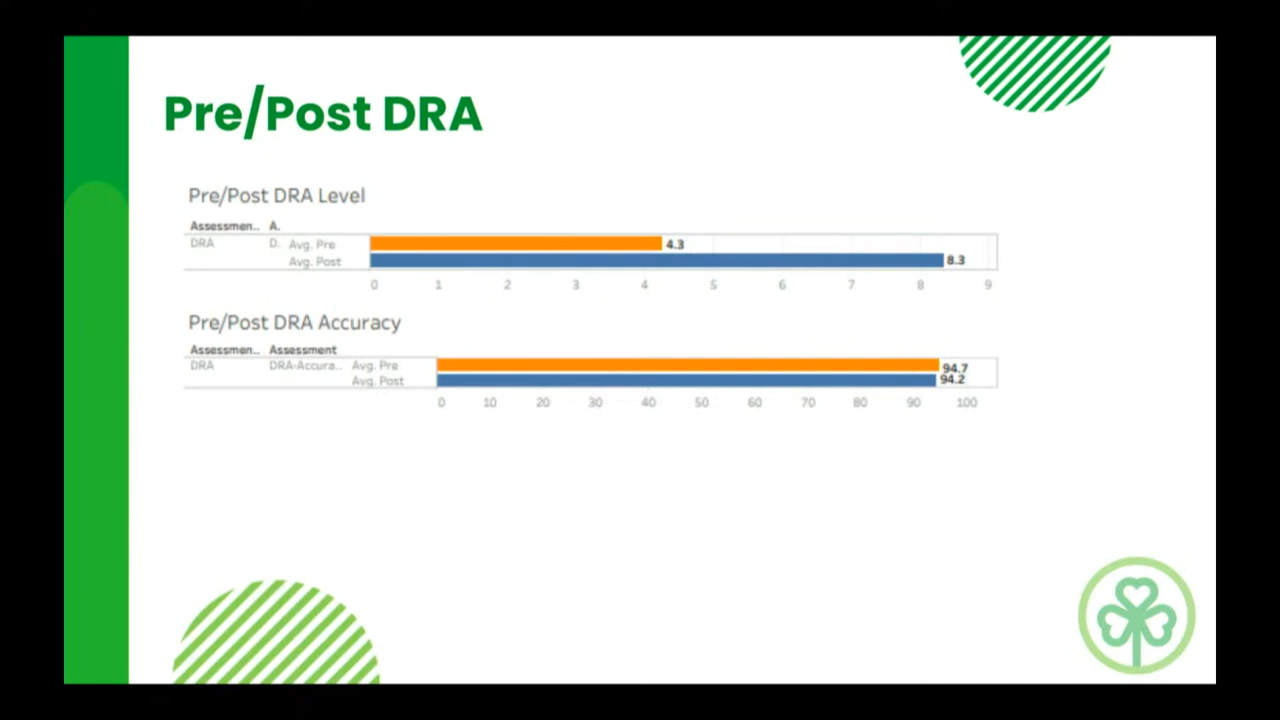 Pre/Post DRA
Pre/Post DRA Level
Assessmen.. A.
DRA D. Avg. Pre 4.3
Avg. Post 8.3
0 1 2 3 4 5 6 7 8 9
Pre/Post DRA Accuracy
Assessmen.. Assessment
DRA DRA-Accura.. Avg. Pre 94.7
Avg. Post 94.2
0 10 20 30 40 50 60 70 80 90 100